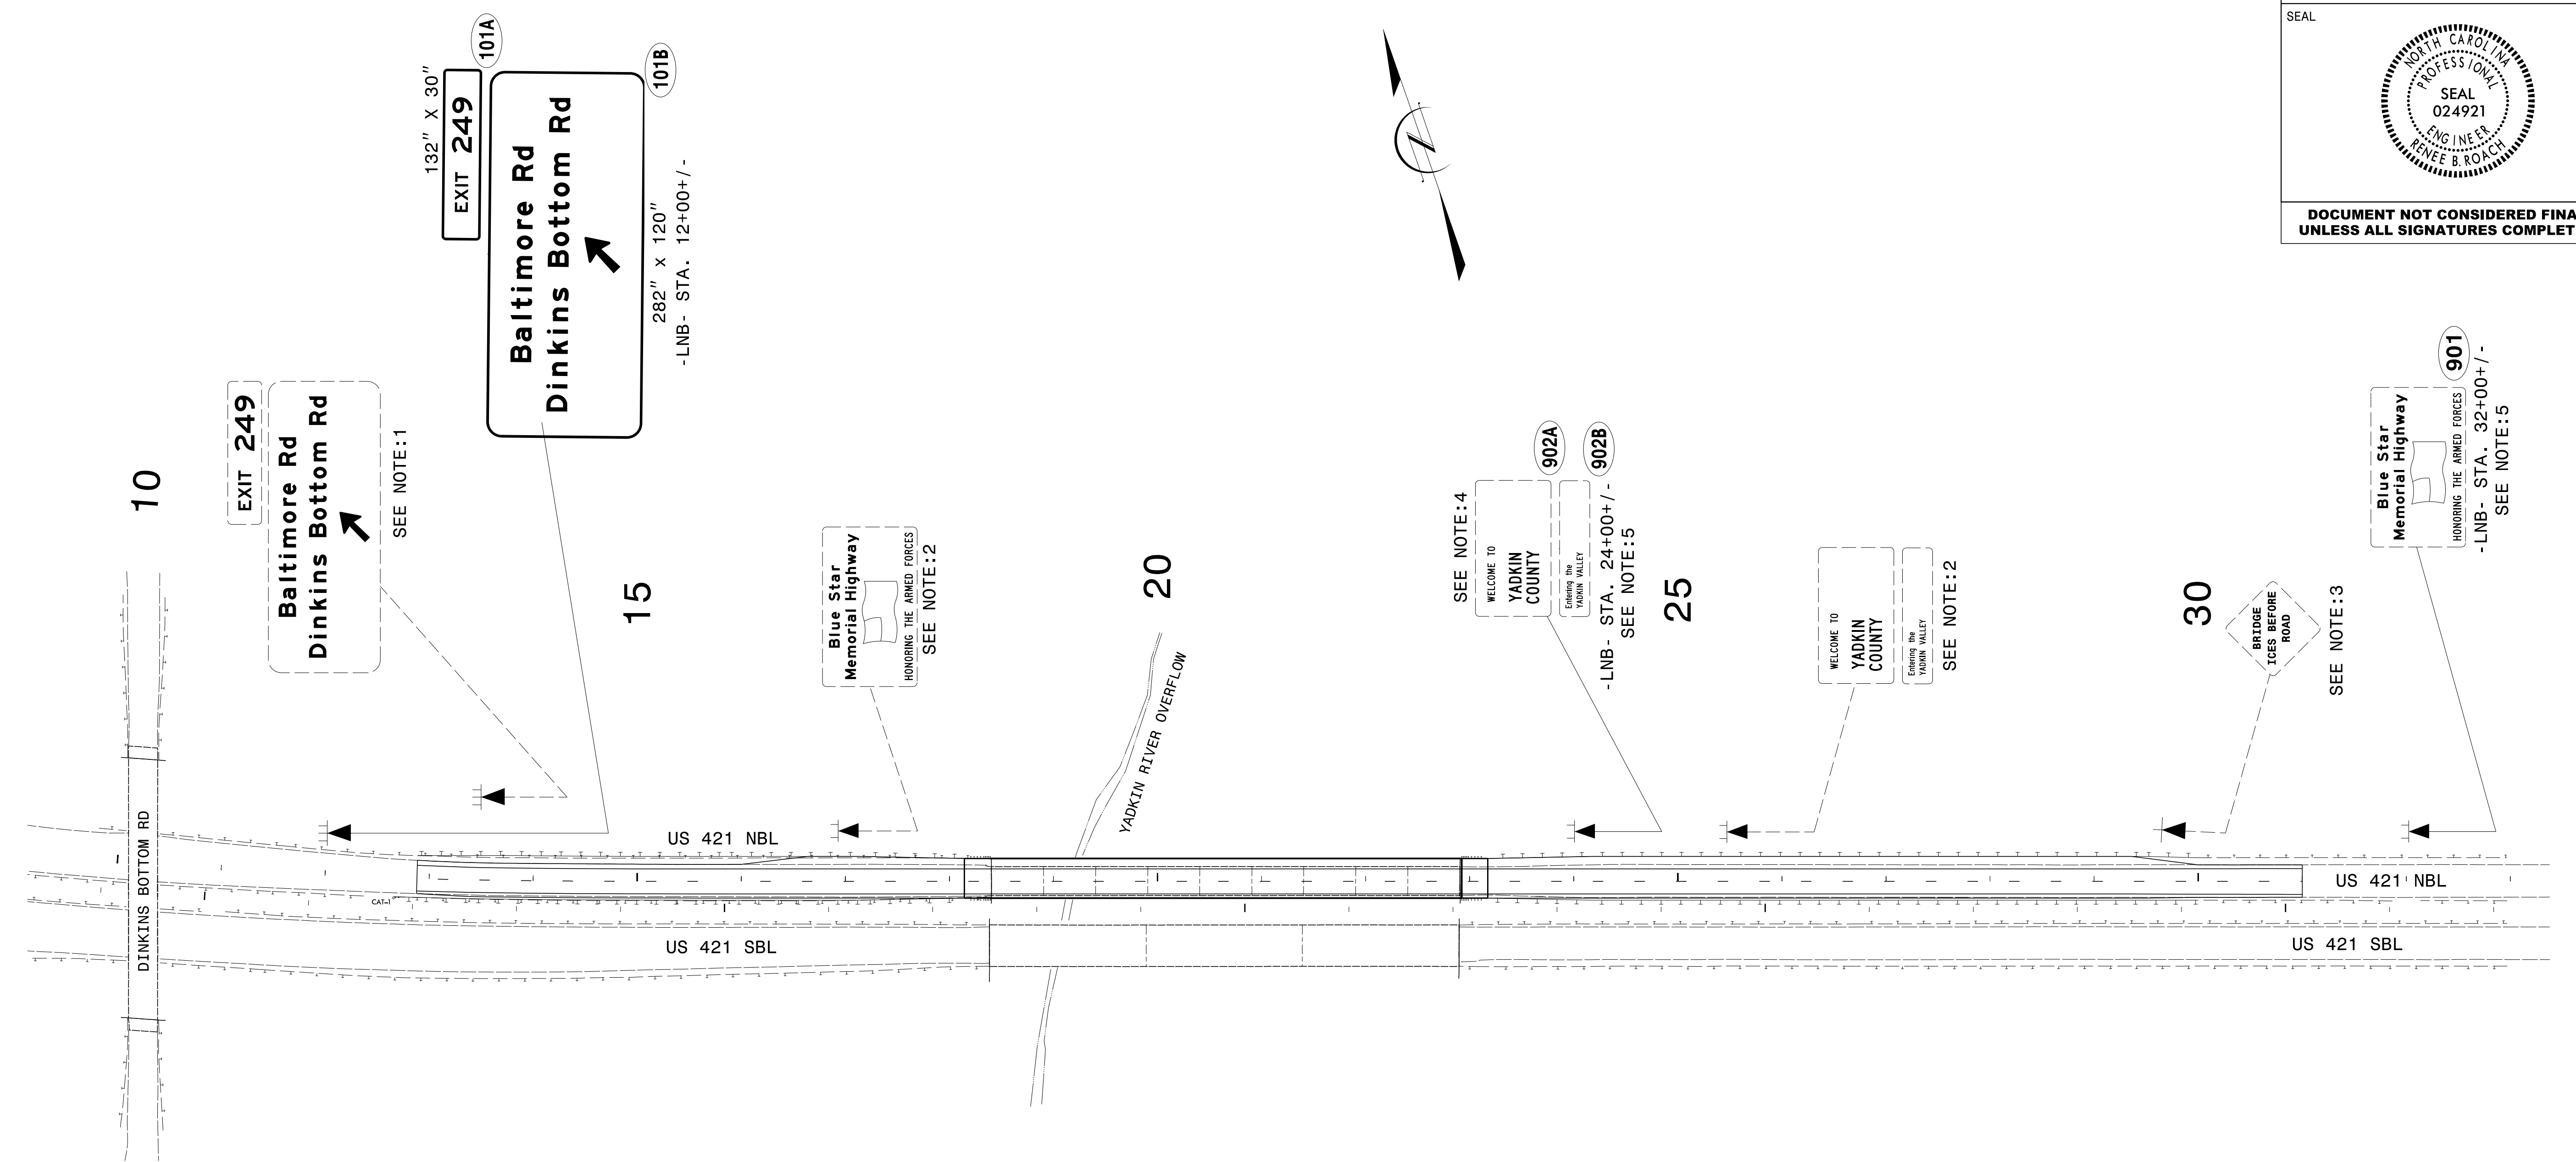 SEAL
NORTH CAROLINA
PROFESSIONAL
SEAL
024921
ENGINEER
RENEE B. ROACH
DOCUMENT NOT CONSIDERED
UNLESS ALL SIGNATURES
101A
132" X 30"
EXIT 249
101B
Baltimore Rd
Dinkins Bottom Rd
282" x 120"
-LNB- STA. 12+00+/-
10
EXIT 249
Baltimore Rd
Dinkins Bottom Rd
SEE NOTE:1
15
Blue Star
Memorial Highway
HONORING THE ARMED FORCES
SEE NOTE:2
20
YADKIN RIVER OVERFLOW
SEE NOTE:4
902A
902B
WELCOME TO
YADKIN
COUNTY
Entering the
YADKIN VALLEY
-LNB- STA. 24+00+/-
SEE NOTE:5
25
WELCOME TO
YADKIN
COUNTY
Entering the
YADKIN VALLEY
SEE NOTE:2
30
BRIDGE
ICES BEFORE
ROAD
SEE NOTE:3
901
Blue Star
Memorial Highway
HONORING THE ARMED FORCES
-LNB- STA. 32+00+/-
SEE NOTE:5
DINKINS BOTTOM RD
US 421 NBL
CAT-1
US 421 SBL
US 421 NBL
US 421 SBL